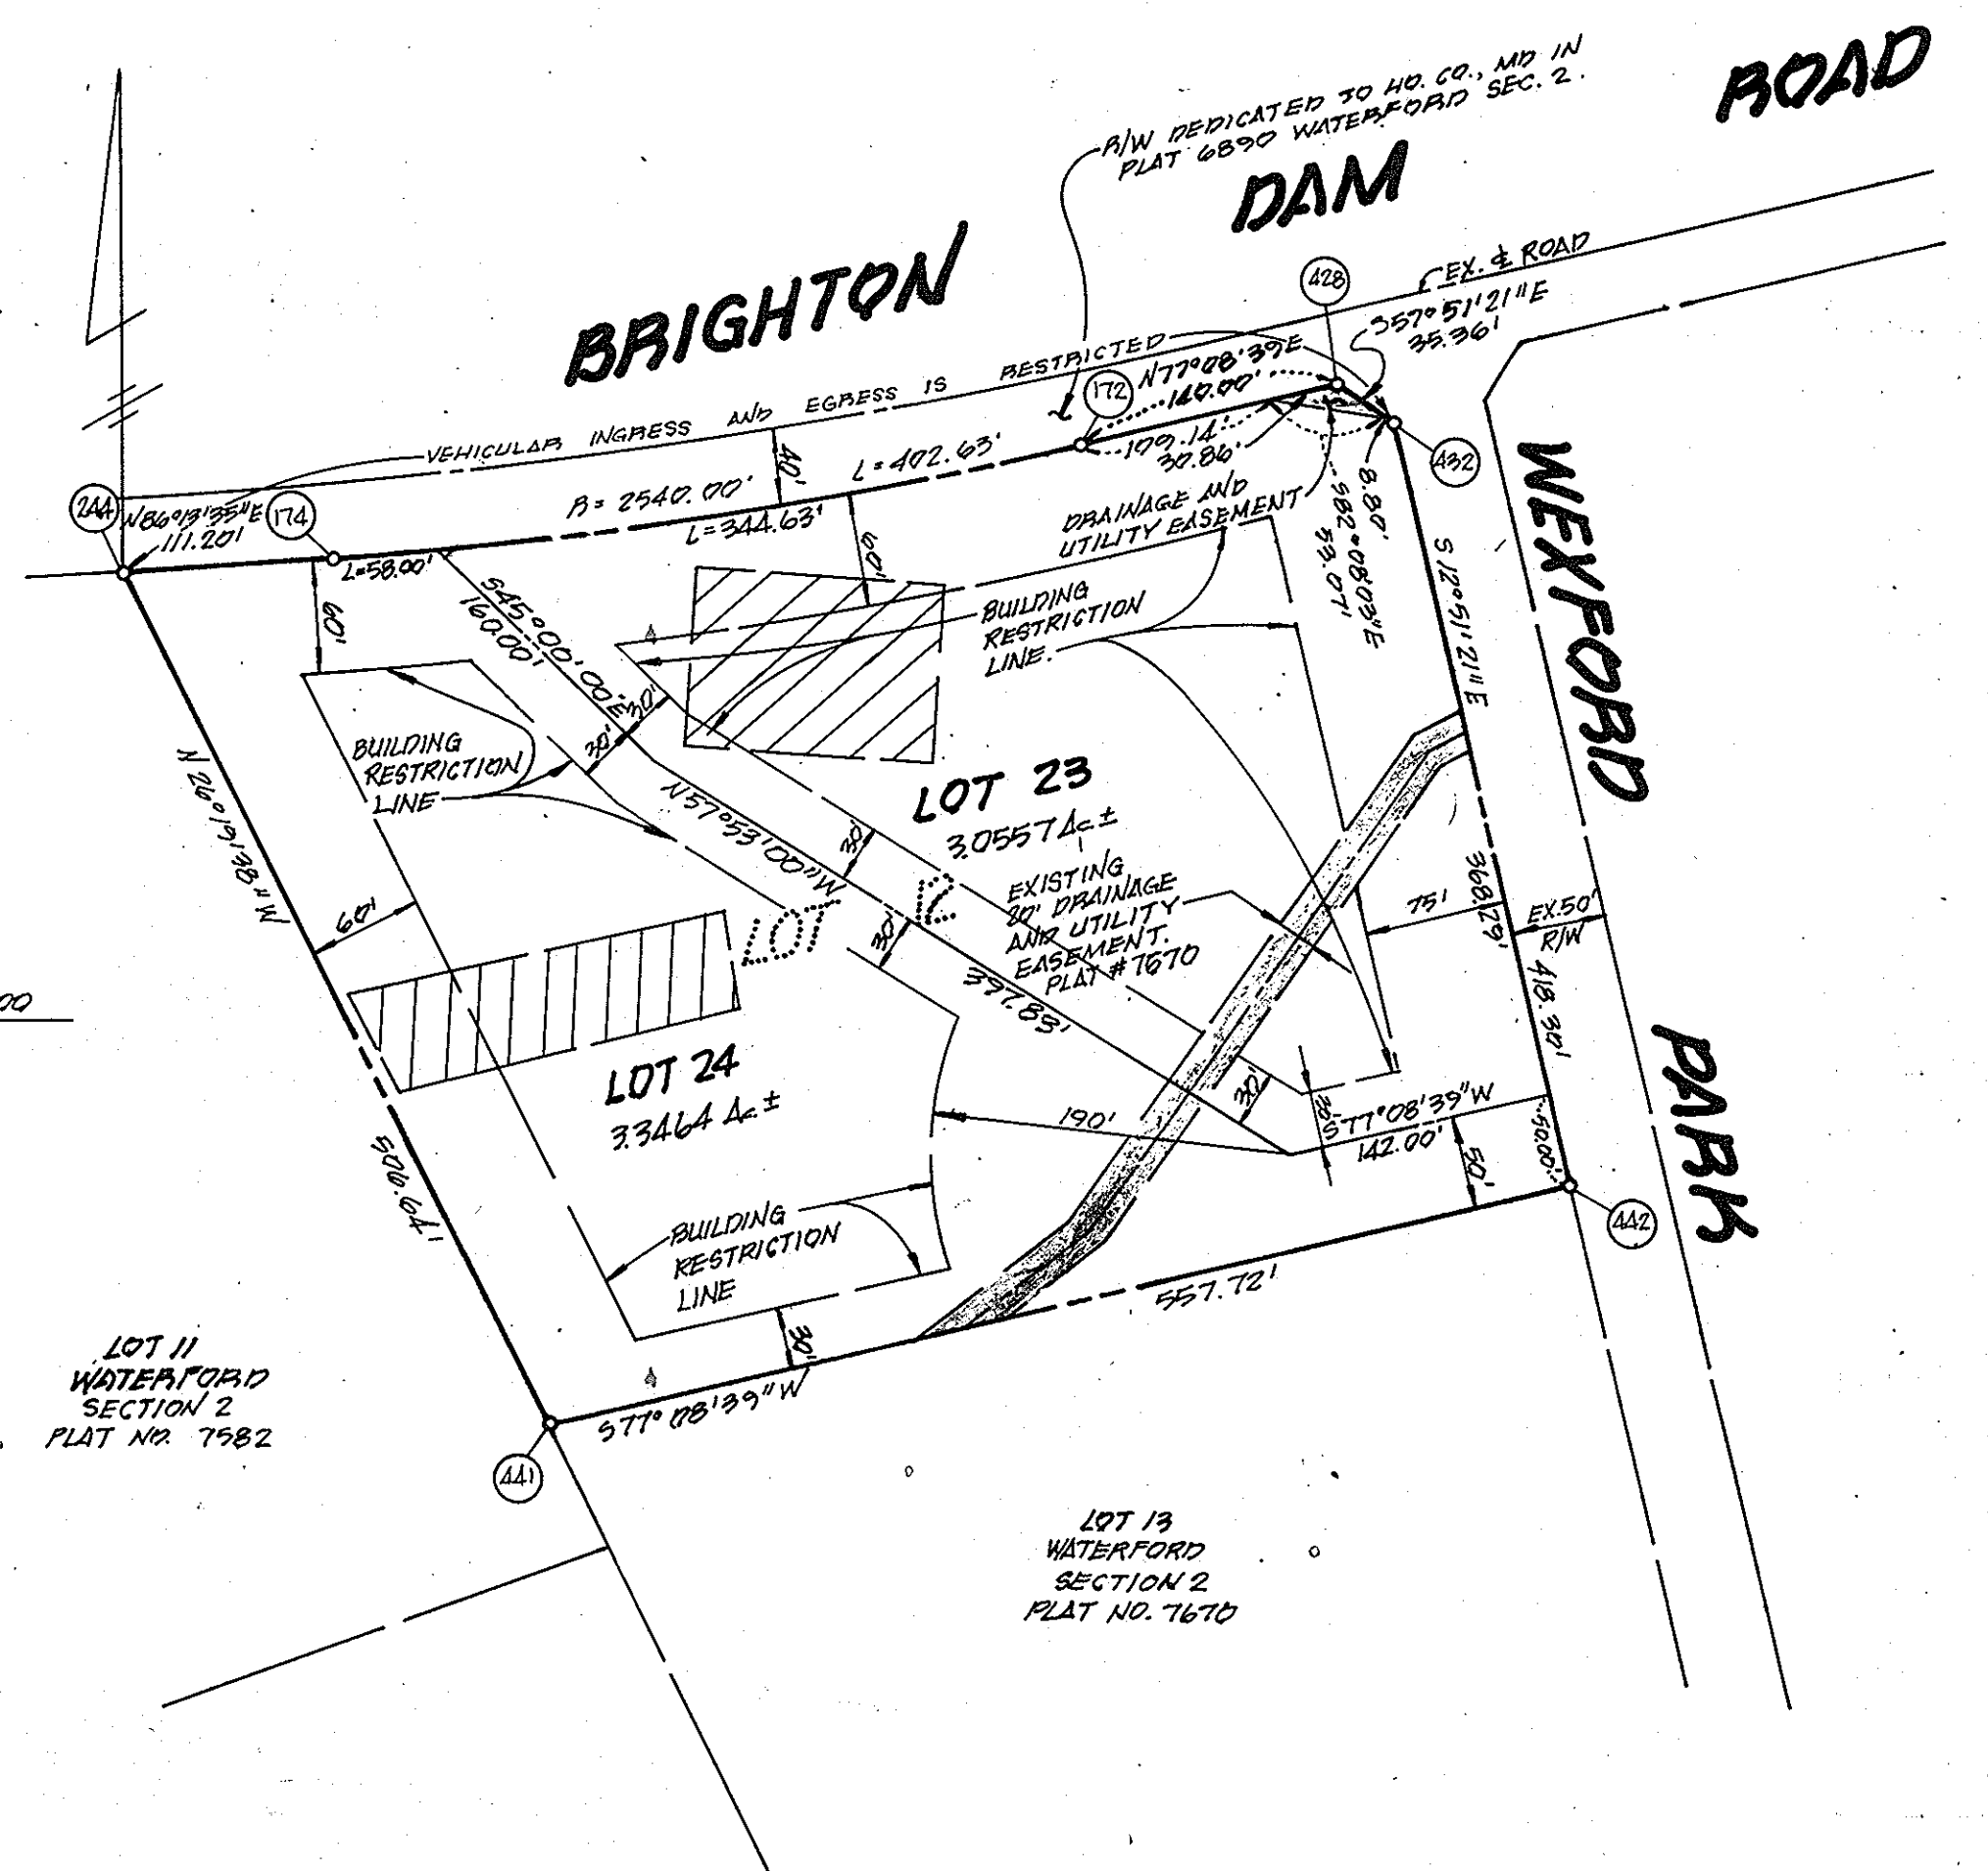 ROAD
R/W DEDICATED TO HO. CO., MD IN
PLAT 6890 WATERFORD SEC. 2.
DAM
BRIGHTON
428
EX. ℄ ROAD
S57°51'21"E
35.36'
VEHICULAR INGRESS AND EGRESS IS RESTRICTED
172
N77°08'39E
140.00'
109.14'
30.86'
432
244
N86°13'35"E
111.20'
174
L=58.00'
R= 2540.00'
L=344.63'
L=402.63'
40'
60'
60'
DRAINAGE AND
UTILITY EASEMENT
8.80'
S82°08'03"E
53.07'
S12°51'21"E
WEXFORD
S45°00'00"E
160.00'
30'
30'
BUILDING
RESTRICTION
LINE.
BUILDING
RESTRICTION
LINE
N 26°19'38"W
N57°53'00"W
30'
LOT 23
3.0557 Ac.±
EXISTING
20' DRAINAGE
AND UTILITY
EASEMENT.
PLAT #7670
75'
368.29'
EX.50'
R/W
418.30'
60'
LOT
30'
397.83'
00
LOT 24
3.3464 Ac.±
190'
30'
30'
S77°08'39"W
142.00'
50.00'
50'
PARK
506.64'
442
BUILDING
RESTRICTION
LINE
557.72'
30'
S77°08'39"W
441
LOT 11
WATERFORD
SECTION 2
PLAT NO. 7582
LOT 13
WATERFORD
SECTION 2
PLAT NO. 7670